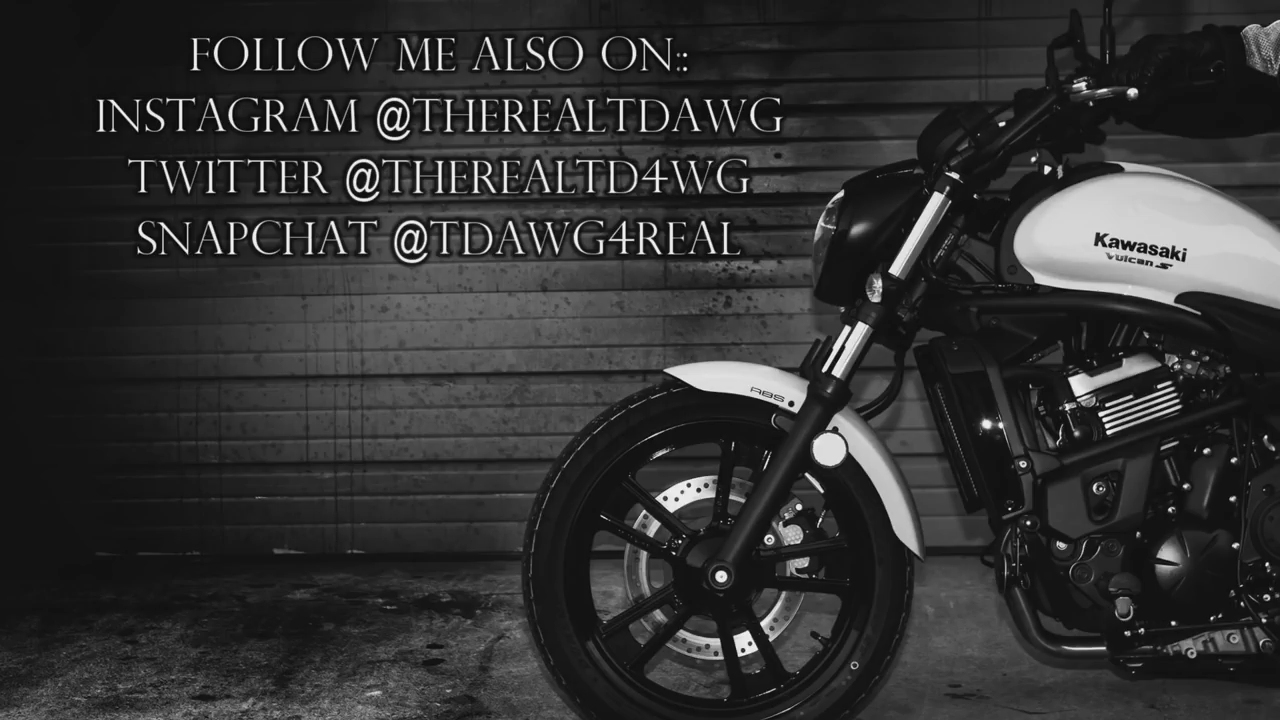 FOLLOW ME ALSO ON::
INSTAGRAM @THEREALTDAWG
TWITTER @THEREALTD4WG
SNAPCHAT @TDAWG4REAL
Kawasaki
Vulcan S
ABS